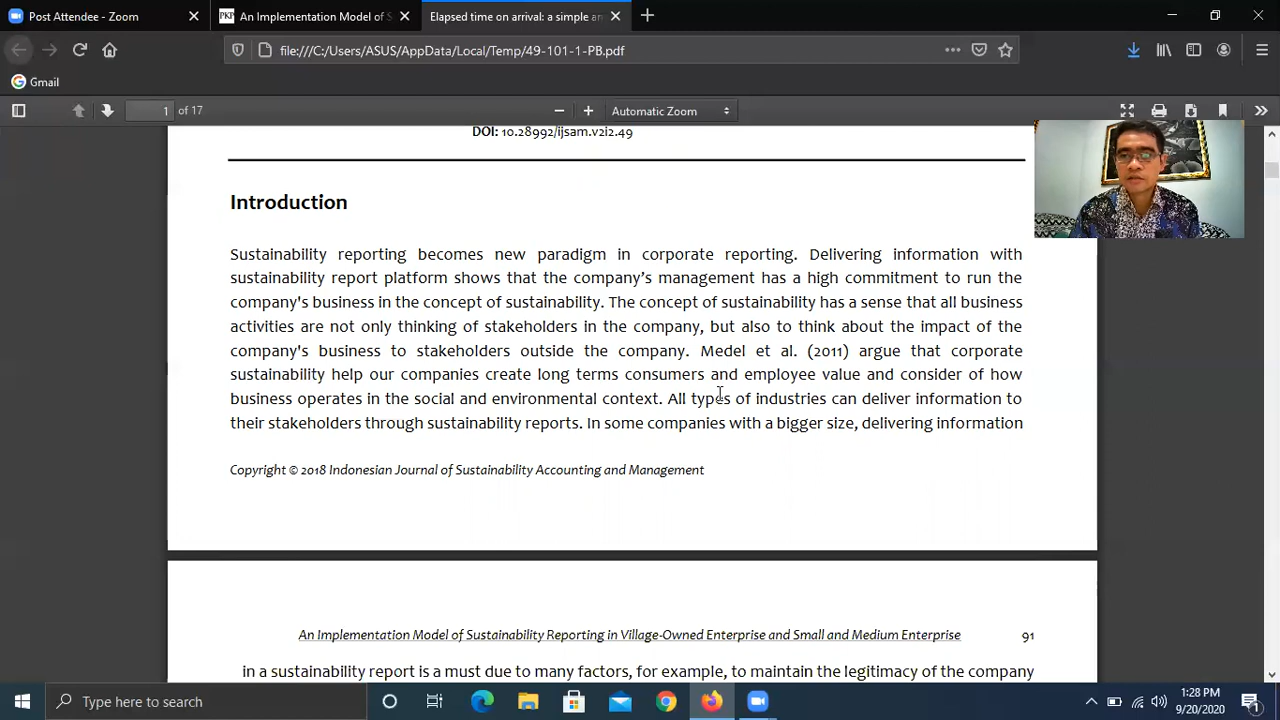 Post Attendee - Zoom
An Implementation Model of S
Elapsed time on arrival: a simple an
file:///C:/Users/ASUS/AppData/Local/Temp/49-101-1-PB.pdf
Gmail
1 of 17
Automatic Zoom
DOI: 10.28992/ijsam.v2i2.49
Introduction
Sustainability reporting becomes new paradigm in corporate reporting. Delivering information with
sustainability report platform shows that the company’s management has a high commitment to run the
company's business in the concept of sustainability. The concept of sustainability has a sense that all business
activities are not only thinking of stakeholders in the company, but also to think about the impact of the
company's business to stakeholders outside the company. Medel et al. (2011) argue that corporate
sustainability help our companies create long terms consumers and employee value and consider of how
business operates in the social and environmental context. All types of industries can deliver information to
their stakeholders through sustainability reports. In some companies with a bigger size, delivering information
Copyright © 2018 Indonesian Journal of Sustainability Accounting and Management
An Implementation Model of Sustainability Reporting in Village-Owned Enterprise and Small and Medium Enterprise 91
in a sustainability report is a must due to many factors, for example, to maintain the legitimacy of the company
Type here to search
1:28 PM
9/20/2020
1